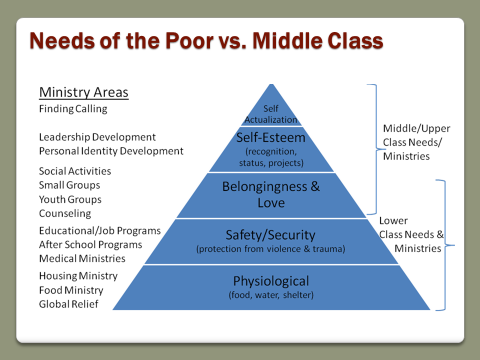 Needs of the Poor vs. Middle Class
Ministry Areas
Finding Calling
Leadership Development
Personal Identity Development
Social Activities
Small Groups
Youth Groups
Counseling
Educational/Job Programs
After School Programs
Medical Ministries
Housing Ministry
Food Ministry
Global Relief
Self
Actualization
Self-Esteem
(recognition,
status, projects)
Belongingness &
Love
Safety/Security
(protection from violence & trauma)
Physiological
(food, water, shelter)
Middle/Upper
Class Needs/
Ministries
Lower
Class Needs &
Ministries